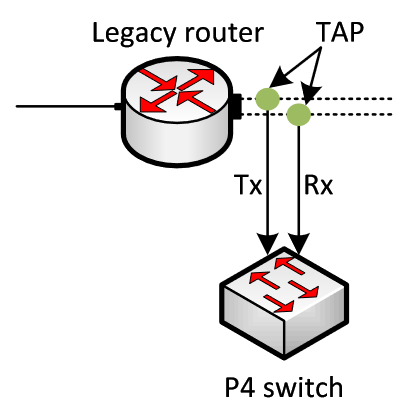 Legacy router
TAP
Tx
Rx
P4 switch